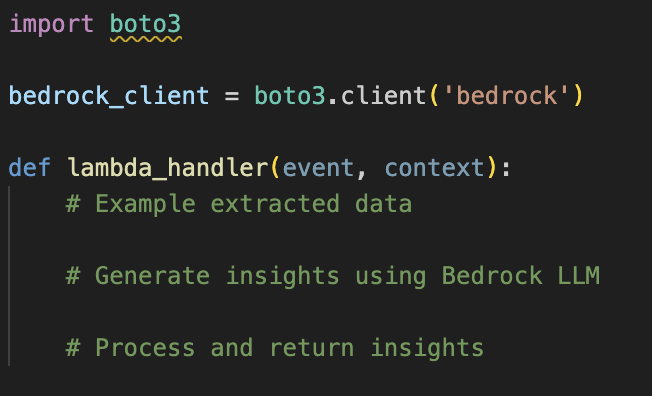 import boto3
bedrock_client = boto3.client('bedrock')
def lambda_handler(event, context):
# Example extracted data
# Generate insights using Bedrock LLM
# Process and return insights